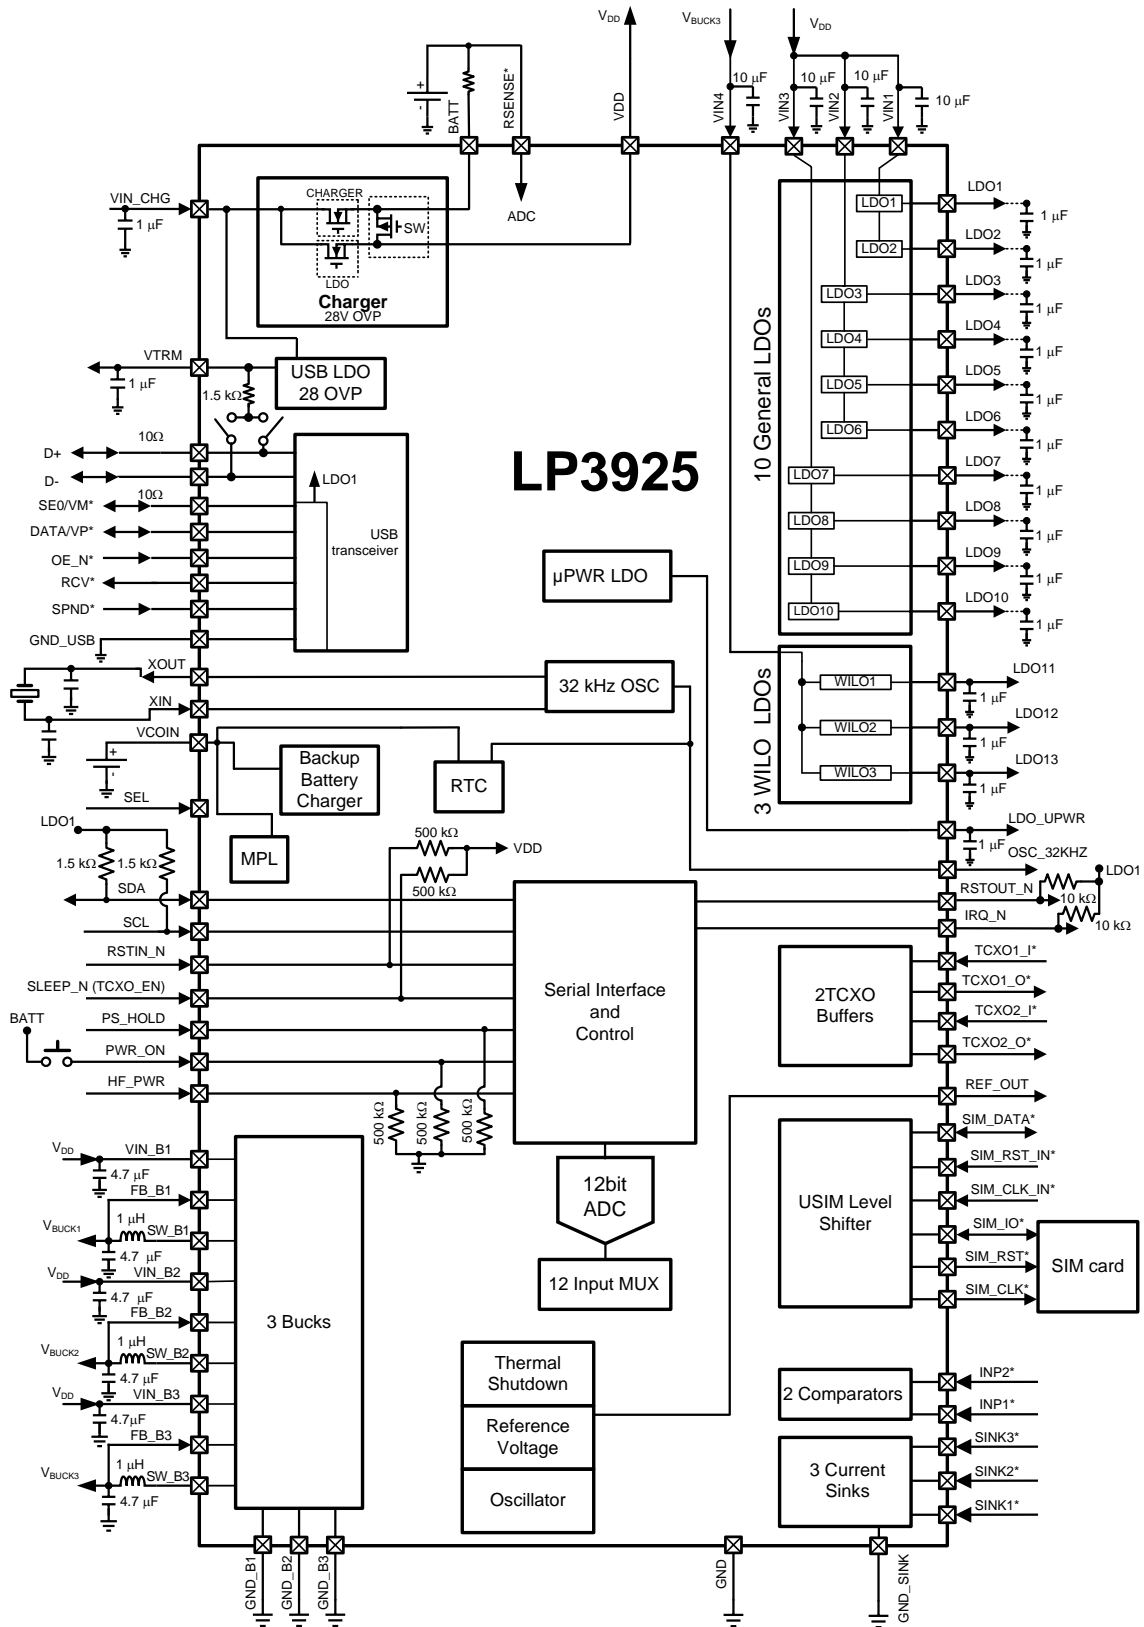 VDD
VBUCK3
VDD
10 µF
10 µF
10 µF
10 µF
+
-
BATT
RSENSE*
VDD
VIN4
VIN3
VIN2
VIN1
VIN_CHG
1 µF
CHARGER
SW
LDO
Charger
28V OVP
ADC
VTRM
1 µF
USB LDO
28 OVP
1.5 kΩ
D+
10Ω
D-
SE0/VM*
10Ω
DATA/VP*
OE_N*
RCV*
SPND*
GND_USB
LDO1
USB
transceiver
LP3925
10 General LDOs
LDO1
LDO2
LDO3
LDO4
LDO5
LDO6
LDO7
LDO8
LDO9
LDO10
LDO1
1 µF
LDO2
1 µF
LDO3
1 µF
LDO4
1 µF
LDO5
1 µF
LDO6
1 µF
LDO7
1 µF
LDO8
1 µF
LDO9
1 µF
LDO10
1 µF
µPWR LDO
XOUT
XIN
32 kHz OSC
VCOIN
+
-
Backup
Battery
Charger
RTC
MPL
3 WILO LDOs
WILO1
WILO2
WILO3
LDO11
1 µF
LDO12
1 µF
LDO13
1 µF
LDO_UPWR
1 µF
OSC_32KHZ
LDO1
RSTOUT_N
10 kΩ
IRQ_N
10 kΩ
SEL
LDO1
1.5 kΩ
1.5 kΩ
500 kΩ
VDD
500 kΩ
SDA
SCL
RSTIN_N
SLEEP_N (TCXO_EN)
BATT
PS_HOLD
PWR_ON
HF_PWR
500 kΩ
500 kΩ
500 kΩ
Serial Interface
and
Control
2TCXO
Buffers
TCXO1_I*
TCXO1_O*
TCXO2_I*
TCXO2_O*
REF_OUT
12bit
ADC
12 Input MUX
USIM Level
Shifter
SIM_DATA*
SIM_RST_IN*
SIM_CLK_IN*
SIM_IO*
SIM_RST*
SIM_CLK*
SIM card
VDD
VIN_B1
4.7 µF
FB_B1
1 µH
VBUCK1
SW_B1
4.7 µF
VDD
VIN_B2
4.7 µF
FB_B2
1 µH
VBUCK2
SW_B2
4.7 µF
VDD
VIN_B3
4.7µF
FB_B3
1 µH
VBUCK3
SW_B3
4.7 µF
3 Bucks
Thermal
Shutdown
Reference
Voltage
Oscillator
2 Comparators
INP2*
INP1*
3 Current
Sinks
SINK3*
SINK2*
SINK1*
GND_B1
GND_B2
GND_B3
GND
GND_SINK